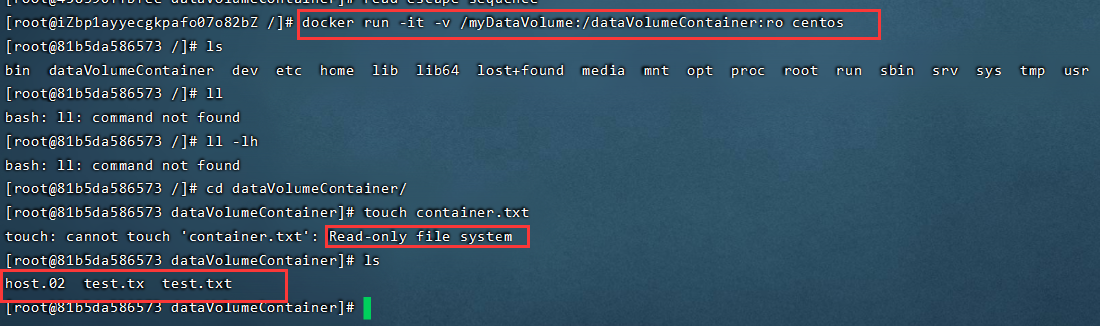 [root@iZbp1ayyecgkpafo07o82bZ /]# docker run -it -v /myDataVolume:/dataVolumeContainer:ro centos
[root@81b5da586573 /]# ls
bin  dataVolumeContainer  dev  etc  home  lib  lib64  lost+found  media  mnt  opt  proc  root  run  sbin  srv  sys  tmp  usr
[root@81b5da586573 /]# ll
bash: ll: command not found
[root@81b5da586573 /]# ll -lh
bash: ll: command not found
[root@81b5da586573 /]# cd dataVolumeContainer/
[root@81b5da586573 dataVolumeContainer]# touch container.txt
touch: cannot touch 'container.txt': Read-only file system
[root@81b5da586573 dataVolumeContainer]# ls
host.02  test.tx  test.txt
[root@81b5da586573 dataVolumeContainer]#